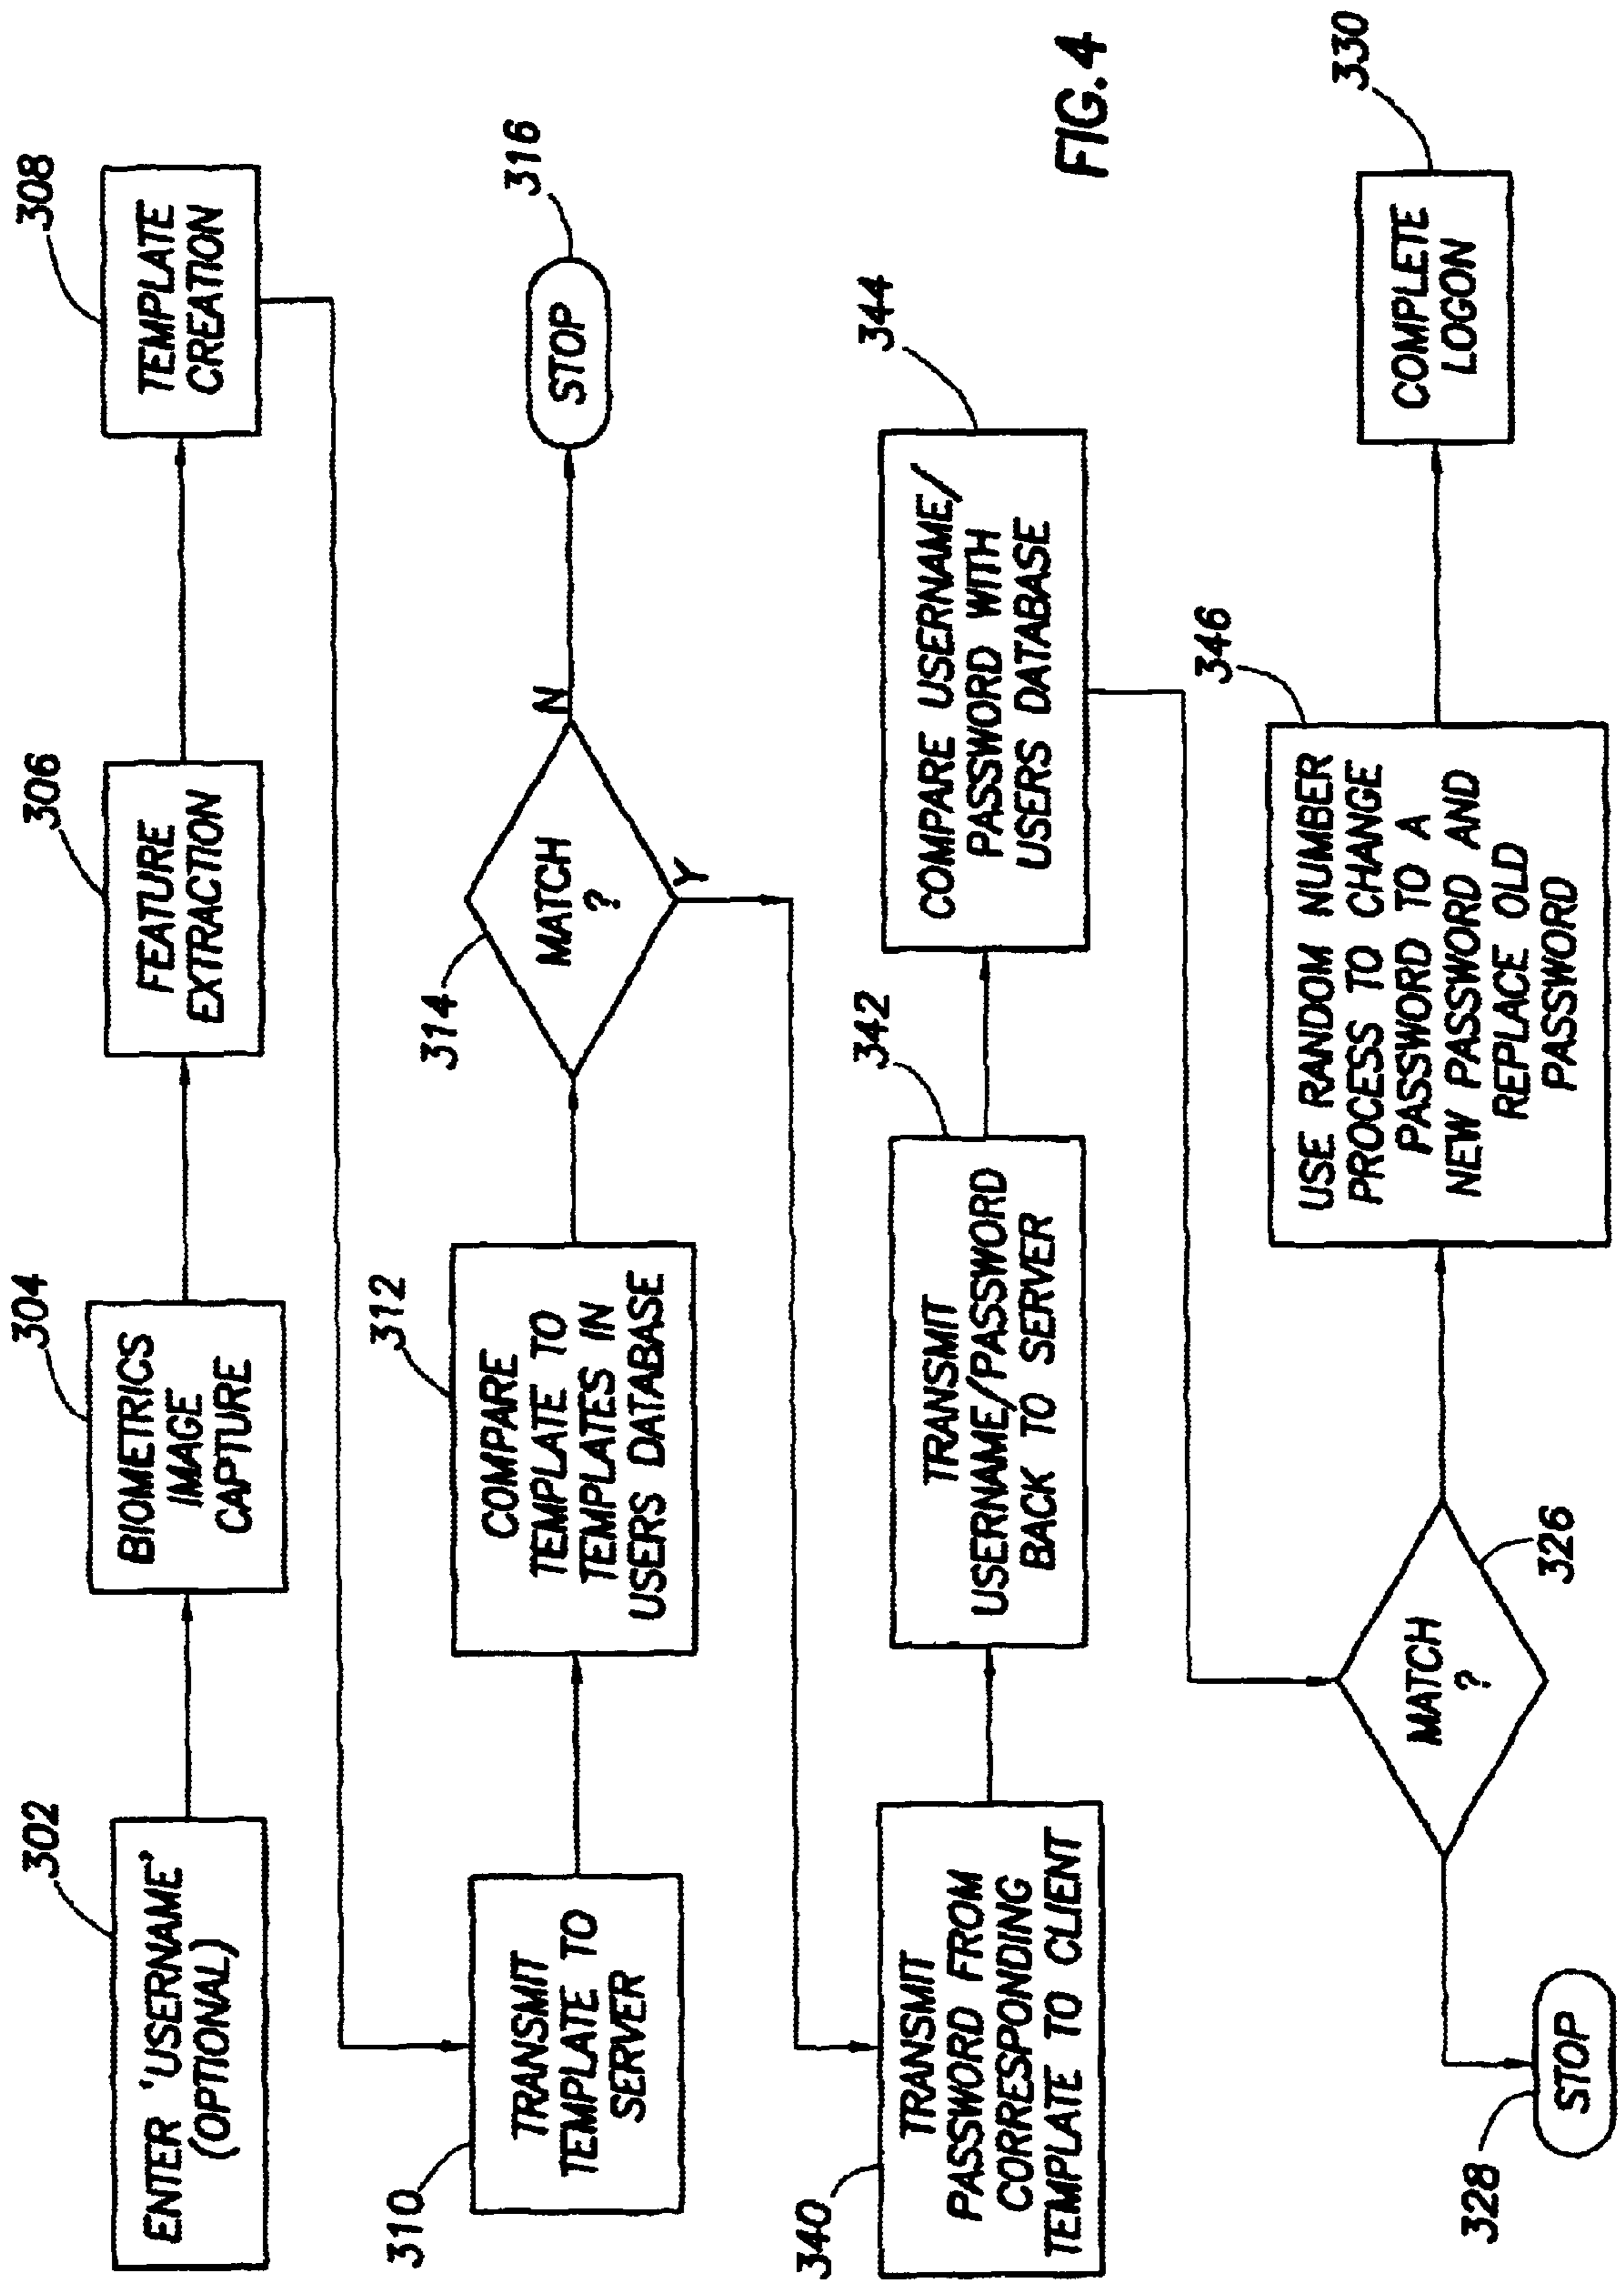 302
ENTER 'USERNAME'
(OPTIONAL)
304
BIOMETRICS
IMAGE
CAPTURE
306
FEATURE
EXTRACTION
308
TEMPLATE
CREATION
310
TRANSMIT
TEMPLATE TO
SERVER
312
COMPARE
TEMPLATE TO
TEMPLATES IN
USERS DATABASE
314
MATCH
?
N
Y
STOP
316
340
TRANSMIT
PASSWORD FROM
CORRESPONDING
TEMPLATE TO CLIENT
342
TRANSMIT
USERNAME/PASSWORD
BACK TO SERVER
344
COMPARE USERNAME/
PASSWORD WITH
USERS DATABASE
328
STOP
MATCH
?
326
346
USE RANDOM NUMBER
PROCESS TO CHANGE
PASSWORD TO A
NEW PASSWORD AND
REPLACE OLD
PASSWORD
COMPLETE
LOGON
330
FIG.4